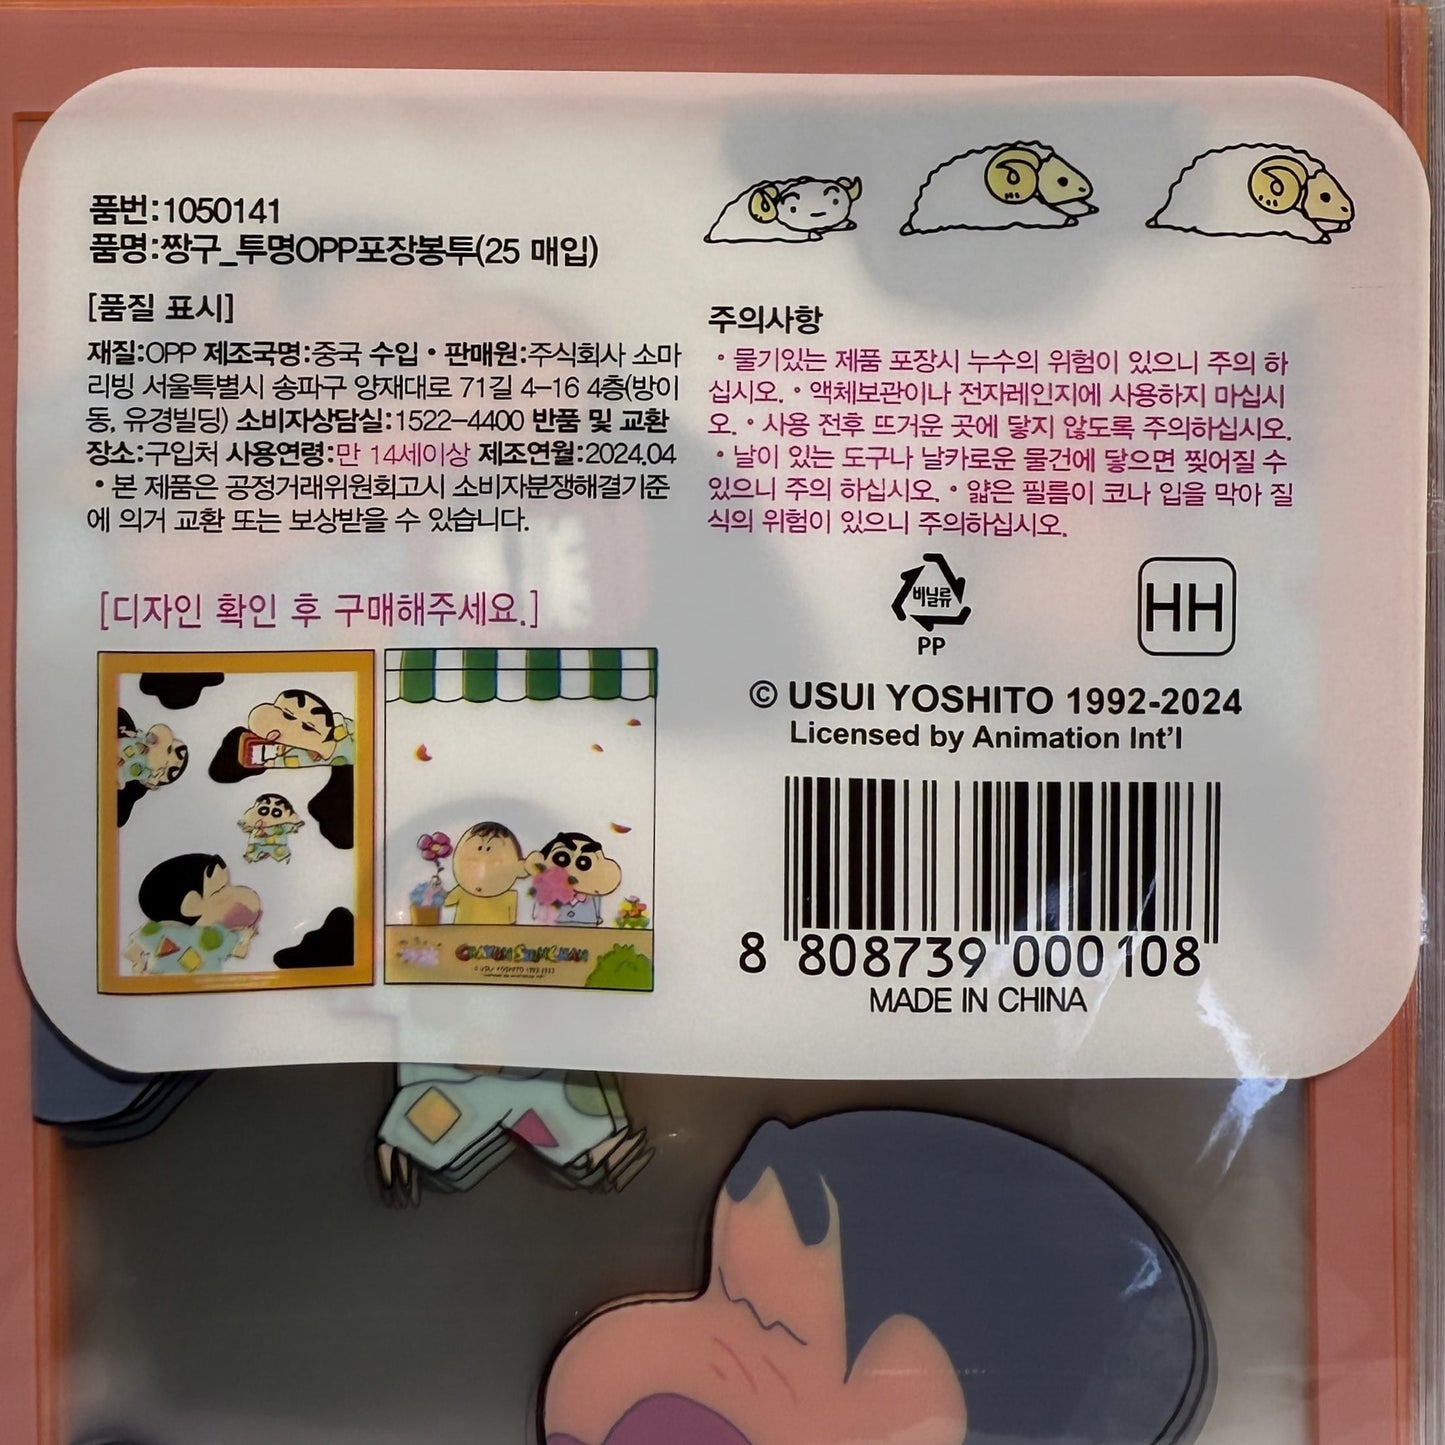 품번:1050141
품명:짱구_투명OPP포장봉투(25 매입)
[품질 표시]
재질:OPP 제조국명:중국 수입·판매원:주식회사 소마
리빙 서울특별시 송파구 양재대로 71길 4-16 4층(방이
동, 유경빌딩) 소비자상담실:1522-4400 반품 및 교환
장소:구입처 사용연령:만 14세이상 제조연월:2024.04
•본 제품은 공정거래위원회고시 소비자분쟁해결기준
에 의거 교환 또는 보상받을 수 있습니다.
[디자인 확인 후 구매해주세요.]
CRAYON SHINCHAN
주의사항
•물기있는 제품 포장시 누수의 위험이 있으니 주의 하
십시오. •액체보관이나 전자레인지에 사용하지 마십시
오. •사용 전후 뜨거운 곳에 닿지 않도록 주의하십시오.
•날이 있는 도구나 날카로운 물건에 닿으면 찢어질 수
있으니 주의 하십시오. •얇은 필름이 코나 입을 막아 질
식의 위험이 있으니 주의하십시오.
비닐류
PP
HH
© USUI YOSHITO 1992-2024
Licensed by Animation Int'l
8 808739 000108
MADE IN CHINA